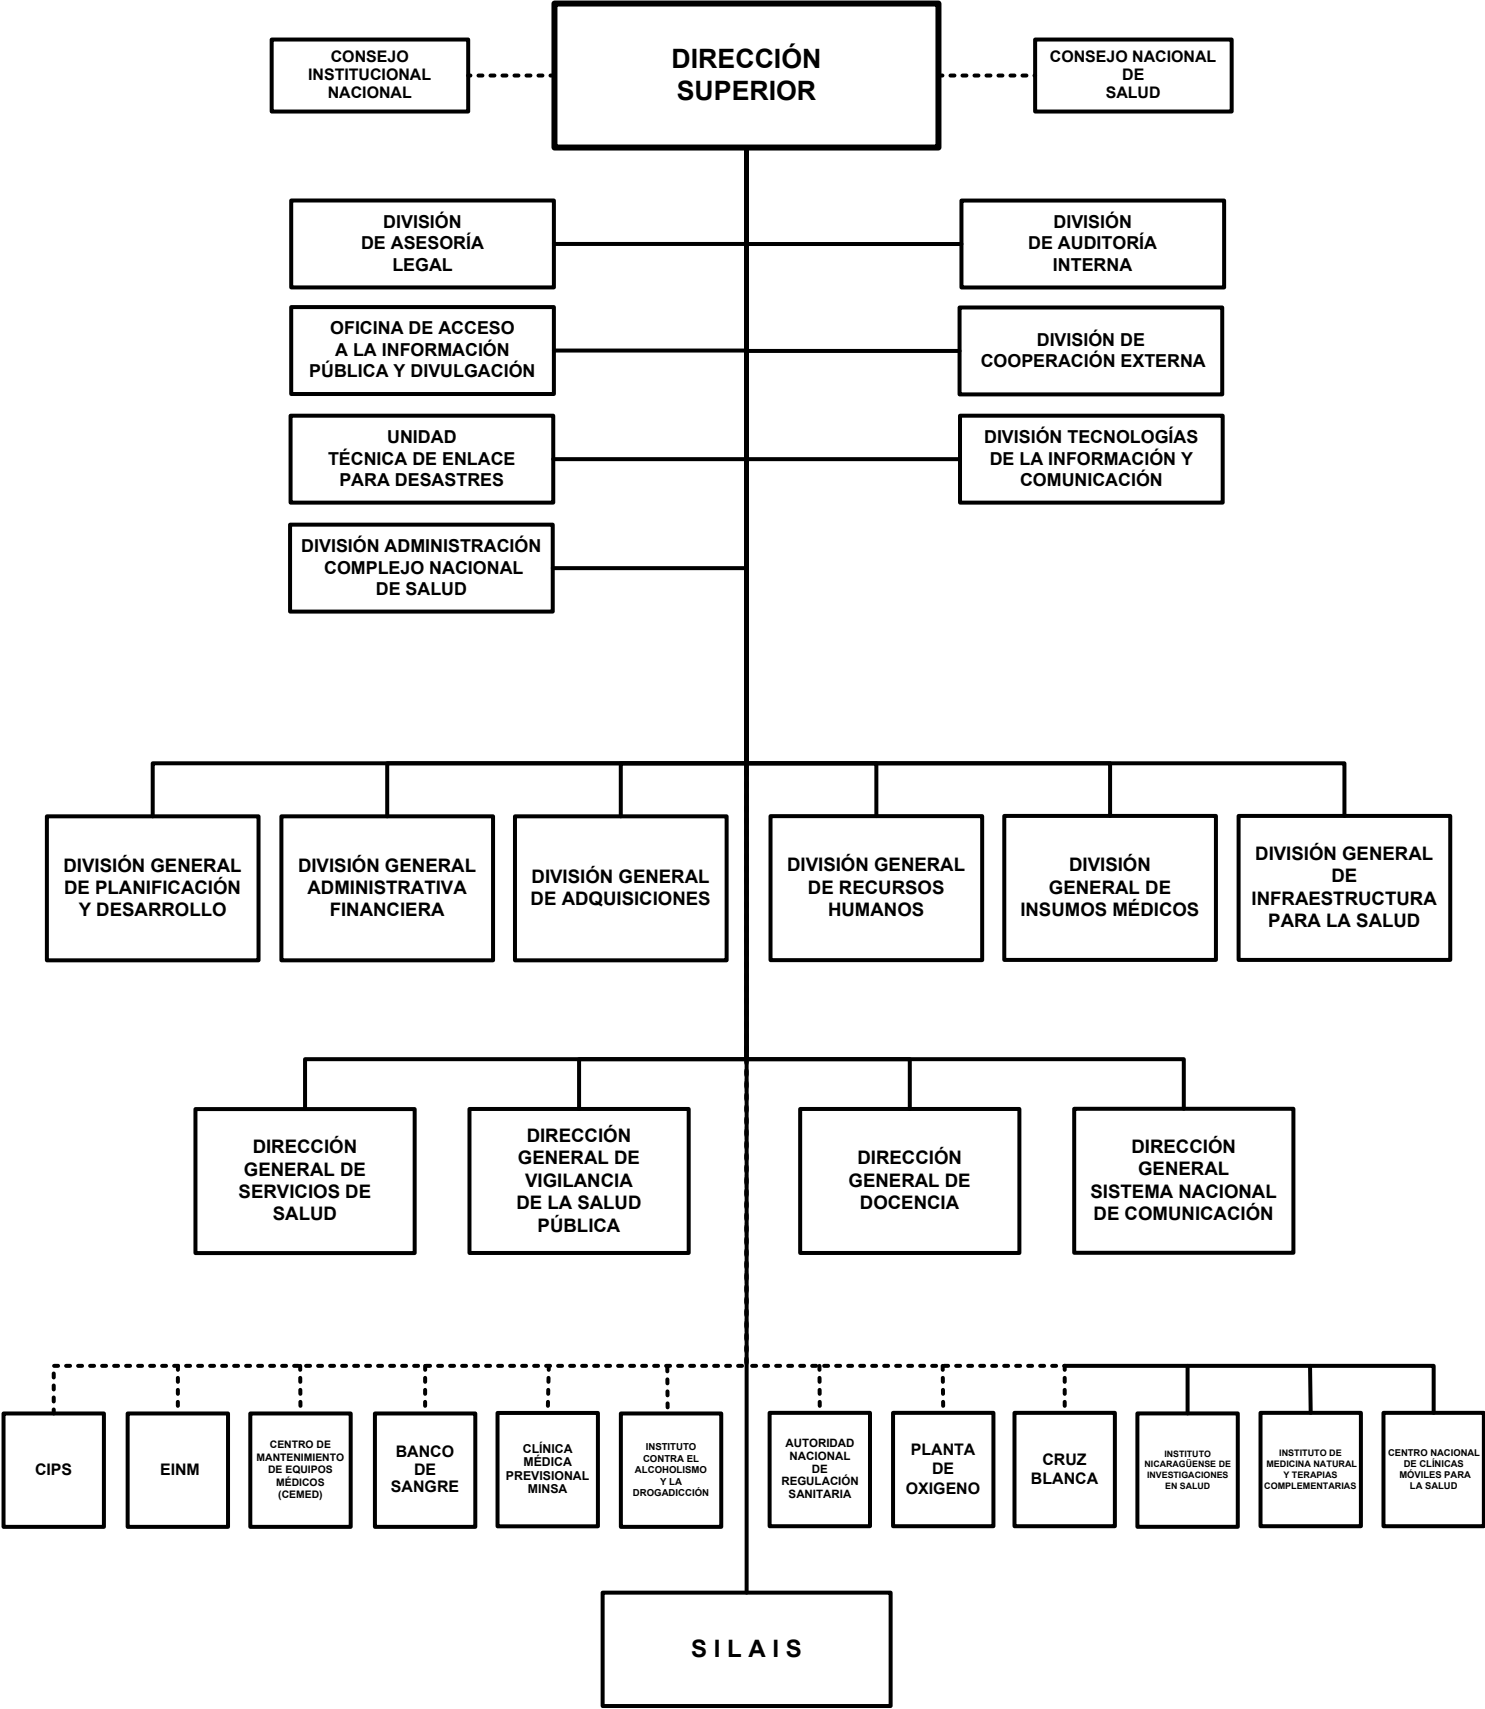 CONSEJO
INSTITUCIONAL
NACIONAL
DIRECCIÓN
SUPERIOR
CONSEJO NACIONAL
DE
SALUD
DIVISIÓN
DE ASESORÍA
LEGAL
DIVISIÓN
DE AUDITORÍA
INTERNA
OFICINA DE ACCESO
A LA INFORMACIÓN
PÚBLICA Y DIVULGACIÓN
DIVISIÓN DE
COOPERACIÓN EXTERNA
UNIDAD
TÉCNICA DE ENLACE
PARA DESASTRES
DIVISIÓN TECNOLOGÍAS
DE LA INFORMACIÓN Y
COMUNICACIÓN
DIVISIÓN ADMINISTRACIÓN
COMPLEJO NACIONAL
DE SALUD
DIVISIÓN GENERAL
DE PLANIFICACIÓN
Y DESARROLLO
DIVISIÓN GENERAL
ADMINISTRATIVA
FINANCIERA
DIVISIÓN GENERAL
DE ADQUISICIONES
DIVISIÓN GENERAL
DE RECURSOS
HUMANOS
DIVISIÓN
GENERAL DE
INSUMOS MÉDICOS
DIVISIÓN GENERAL
DE
INFRAESTRUCTURA
PARA LA SALUD
DIRECCIÓN
GENERAL DE
SERVICIOS DE
SALUD
DIRECCIÓN
GENERAL DE
VIGILANCIA
DE LA SALUD
PÚBLICA
DIRECCIÓN
GENERAL DE
DOCENCIA
DIRECCIÓN
GENERAL
SISTEMA NACIONAL
DE COMUNICACIÓN
CIPS
EINM
CENTRO DE
MANTENIMIENTO
DE EQUIPOS
MÉDICOS
(CEMED)
BANCO
DE
SANGRE
CLÍNICA
MÉDICA
PREVISIONAL
MINSA
INSTITUTO
CONTRA EL
ALCOHOLISMO
Y LA
DROGADICCIÓN
AUTORIDAD
NACIONAL
DE
REGULACIÓN
SANITARIA
PLANTA
DE
OXIGENO
CRUZ
BLANCA
INSTITUTO
NICARAGÜENSE DE
INVESTIGACIONES
EN SALUD
INSTITUTO DE
MEDICINA NATURAL
Y TERAPIAS
COMPLEMENTARIAS
CENTRO NACIONAL
DE CLÍNICAS
MÓVILES PARA
LA SALUD
S I L A I S